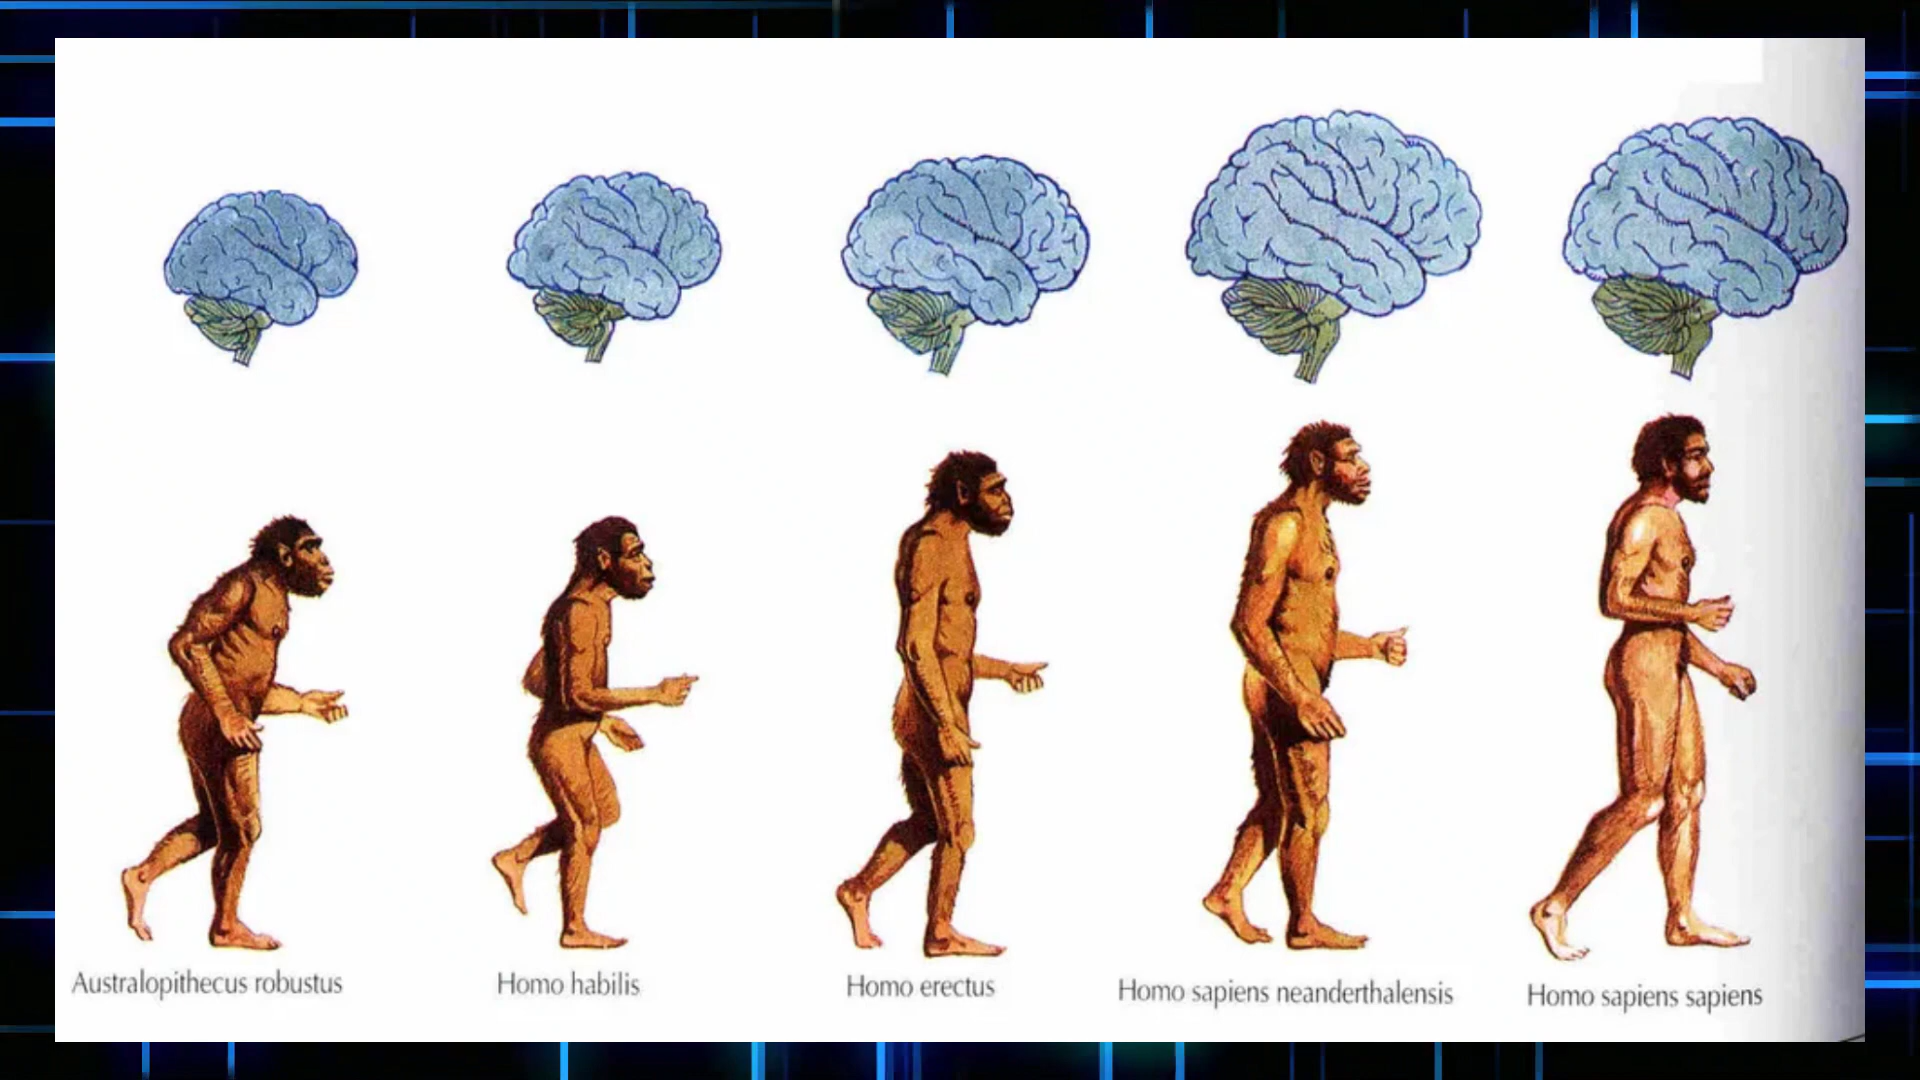 Australopithecus robustus
Homo habilis
Homo erectus
Homo sapiens neanderthalensis
Homo sapiens sapiens